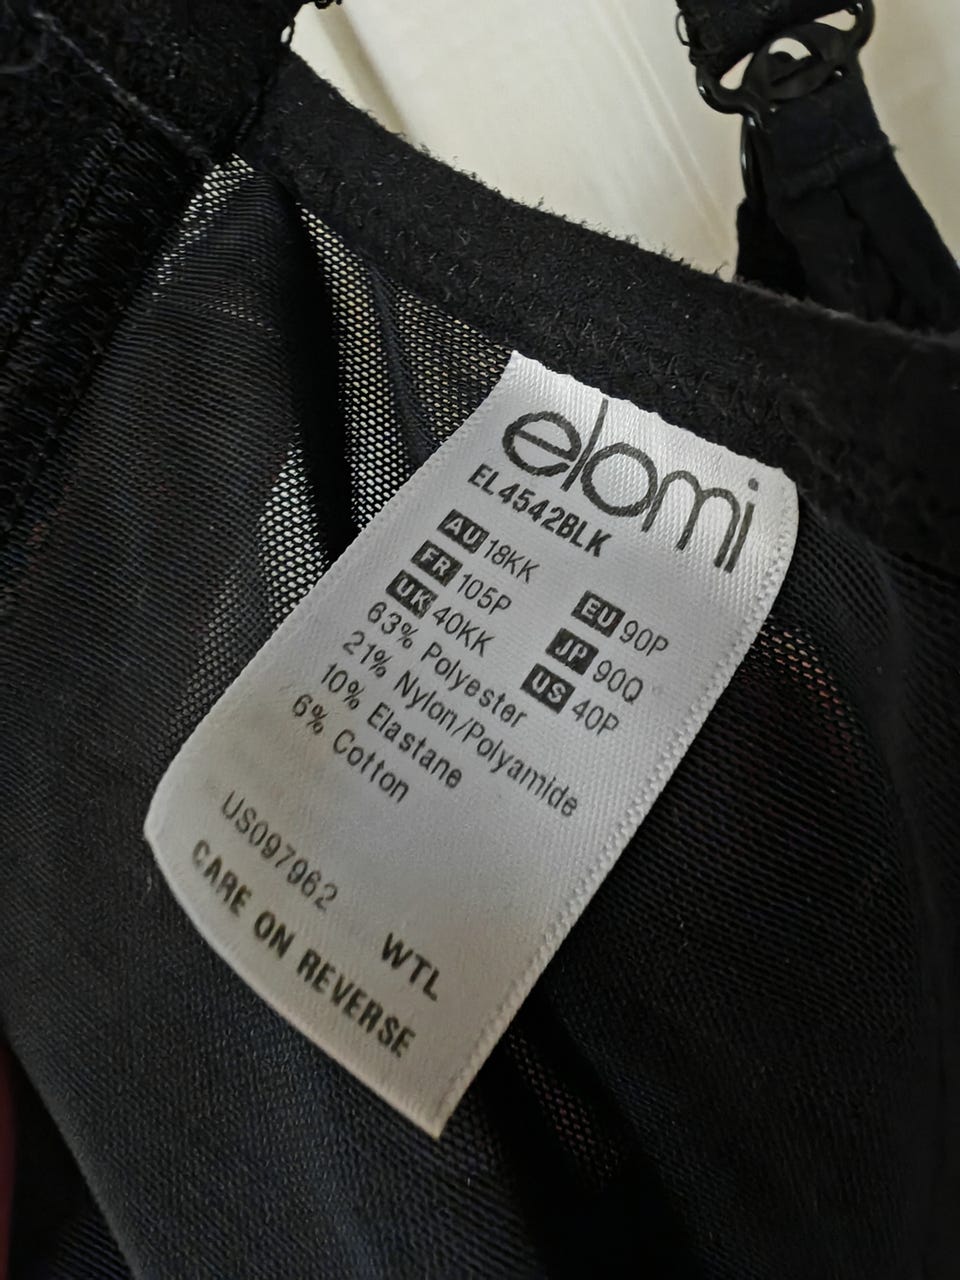 elomi
EL4542BLK
AU 18KK EU 90P
FR 105P JP 90Q
UK 40KK US 40P
63% Polyester
21% Nylon/Polyamide
10% Elastane
6% Cotton
US097962
WTL
CARE ON REVERSE